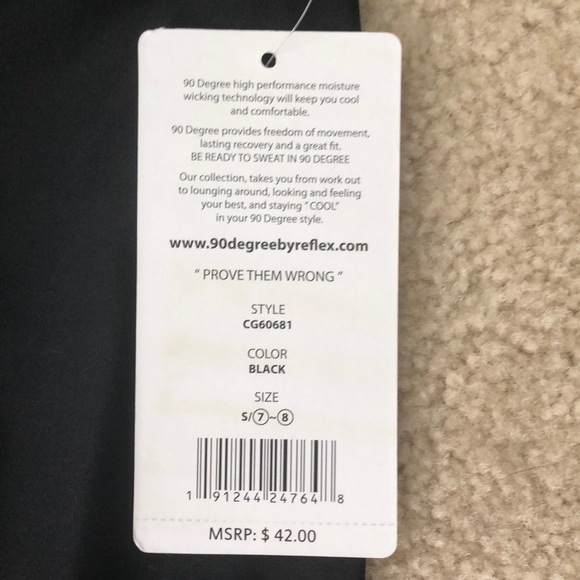 90 Degree high performance moisture
wicking technology will keep you cool
and comfortable.
90 Degree provides freedom of movement,
lasting recovery and a great fit.
BE READY TO SWEAT IN 90 DEGREE
Our collection, takes you from work out
to lounging around, looking and feeling
your best, and staying "COOL"
in your 90 Degree style.
www.90degreebyreflex.com
" PROVE THEM WRONG "
STYLE
CG60681
COLOR
BLACK
SIZE
S/⑦~⑧
1 91244 24764 8
MSRP: $ 42.00